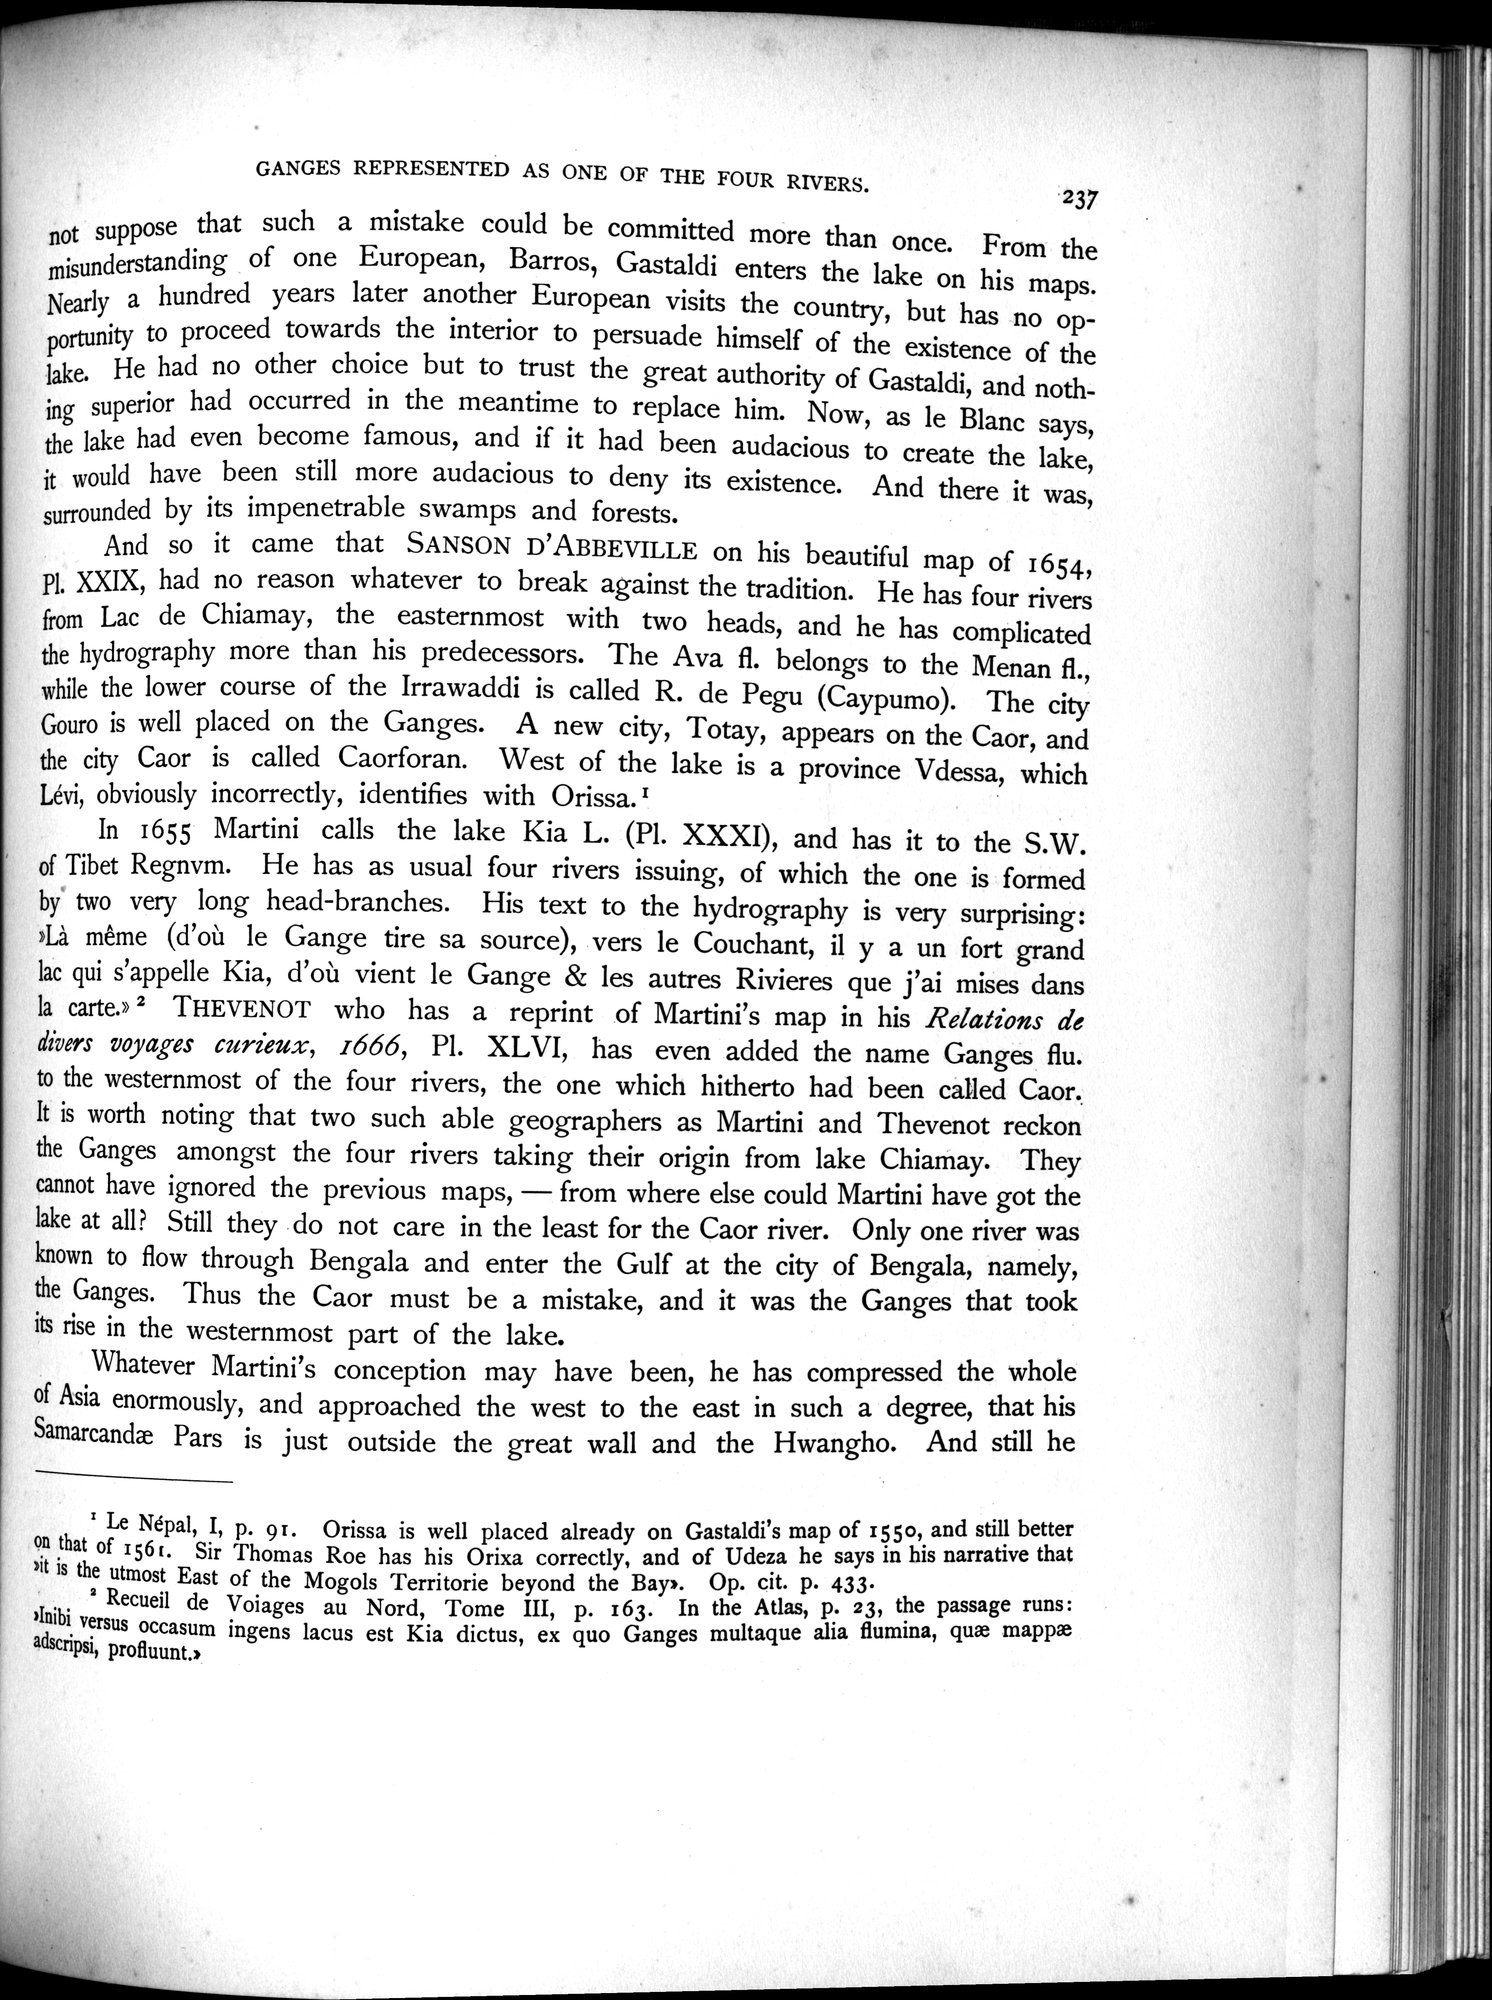 GANGES REPRESENTED AS ONE OF THE FOUR RIVERS.
237
not suppose that such a mistake could be committed more than once. From the
misunderstanding of one European, Barros, Gastaldi enters the lake on his maps.
Nearly a hundred years later another European visits the country, but has no op-
portunity to proceed towards the interior to persuade himself of the existence of the
lake. He had no other choice but to trust the great authority of Gastaldi, and noth-
ing superior had occurred in the meantime to replace him. Now, as le Blanc says,
the lake had even become famous, and if it had been audacious to create the lake,
it would have been still more audacious to deny its existence. And there it was,
surrounded by its impenetrable swamps and forests.
And so it came that SANSON D'ABBEVILLE on his beautiful map of 1654,
Pl. XXIX, had no reason whatever to break against the tradition. He has four rivers
from Lac de Chiamay, the easternmost with two heads, and he has complicated
the hydrography more than his predecessors. The Ava fl. belongs to the Menan fl.,
while the lower course of the Irrawaddi is called R. de Pegu (Caypumo). The city
Gouro is well placed on the Ganges. A new city, Totay, appears on the Caor, and
the city Caor is called Caorforan. West of the lake is a province Vdessa, which
Lévi, obviously incorrectly, identifies with Orissa.¹
In 1655 Martini calls the lake Kia L. (Pl. XXXI), and has it to the S.W.
of Tibet Regnvm. He has as usual four rivers issuing, of which the one is formed
by two very long head-branches. His text to the hydrography is very surprising:
»Là même (d'où le Gange tire sa source), vers le Couchant, il y a un fort grand
lac qui s'appelle Kia, d'où vient le Gange & les autres Rivieres que j'ai mises dans
la carte.»² THEVENOT who has a reprint of Martini's map in his Relations de
divers voyages curieux, 1666, Pl. XLVI, has even added the name Ganges flu.
to the westernmost of the four rivers, the one which hitherto had been called Caor.
It is worth noting that two such able geographers as Martini and Thevenot reckon
the Ganges amongst the four rivers taking their origin from lake Chiamay. They
cannot have ignored the previous maps, — from where else could Martini have got the
lake at all? Still they do not care in the least for the Caor river. Only one river was
known to flow through Bengala and enter the Gulf at the city of Bengala, namely,
the Ganges. Thus the Caor must be a mistake, and it was the Ganges that took
its rise in the westernmost part of the lake.
Whatever Martini's conception may have been, he has compressed the whole
of Asia enormously, and approached the west to the east in such a degree, that his
Samarcandæ Pars is just outside the great wall and the Hwangho. And still he
¹ Le Népal, I, p. 91. Orissa is well placed already on Gastaldi's map of 1550, and still better
on that of 1561. Sir Thomas Roe has his Orixa correctly, and of Udeza he says in his narrative that
»it is the utmost East of the Mogols Territorie beyond the Bay». Op. cit. p. 433.
² Recueil de Voiages au Nord, Tome III, p. 163. In the Atlas, p. 23, the passage runs:
»Inibi versus occasum ingens lacus est Kia dictus, ex quo Ganges multaque alia flumina, quæ mappæ
adscripsi, profluunt.»